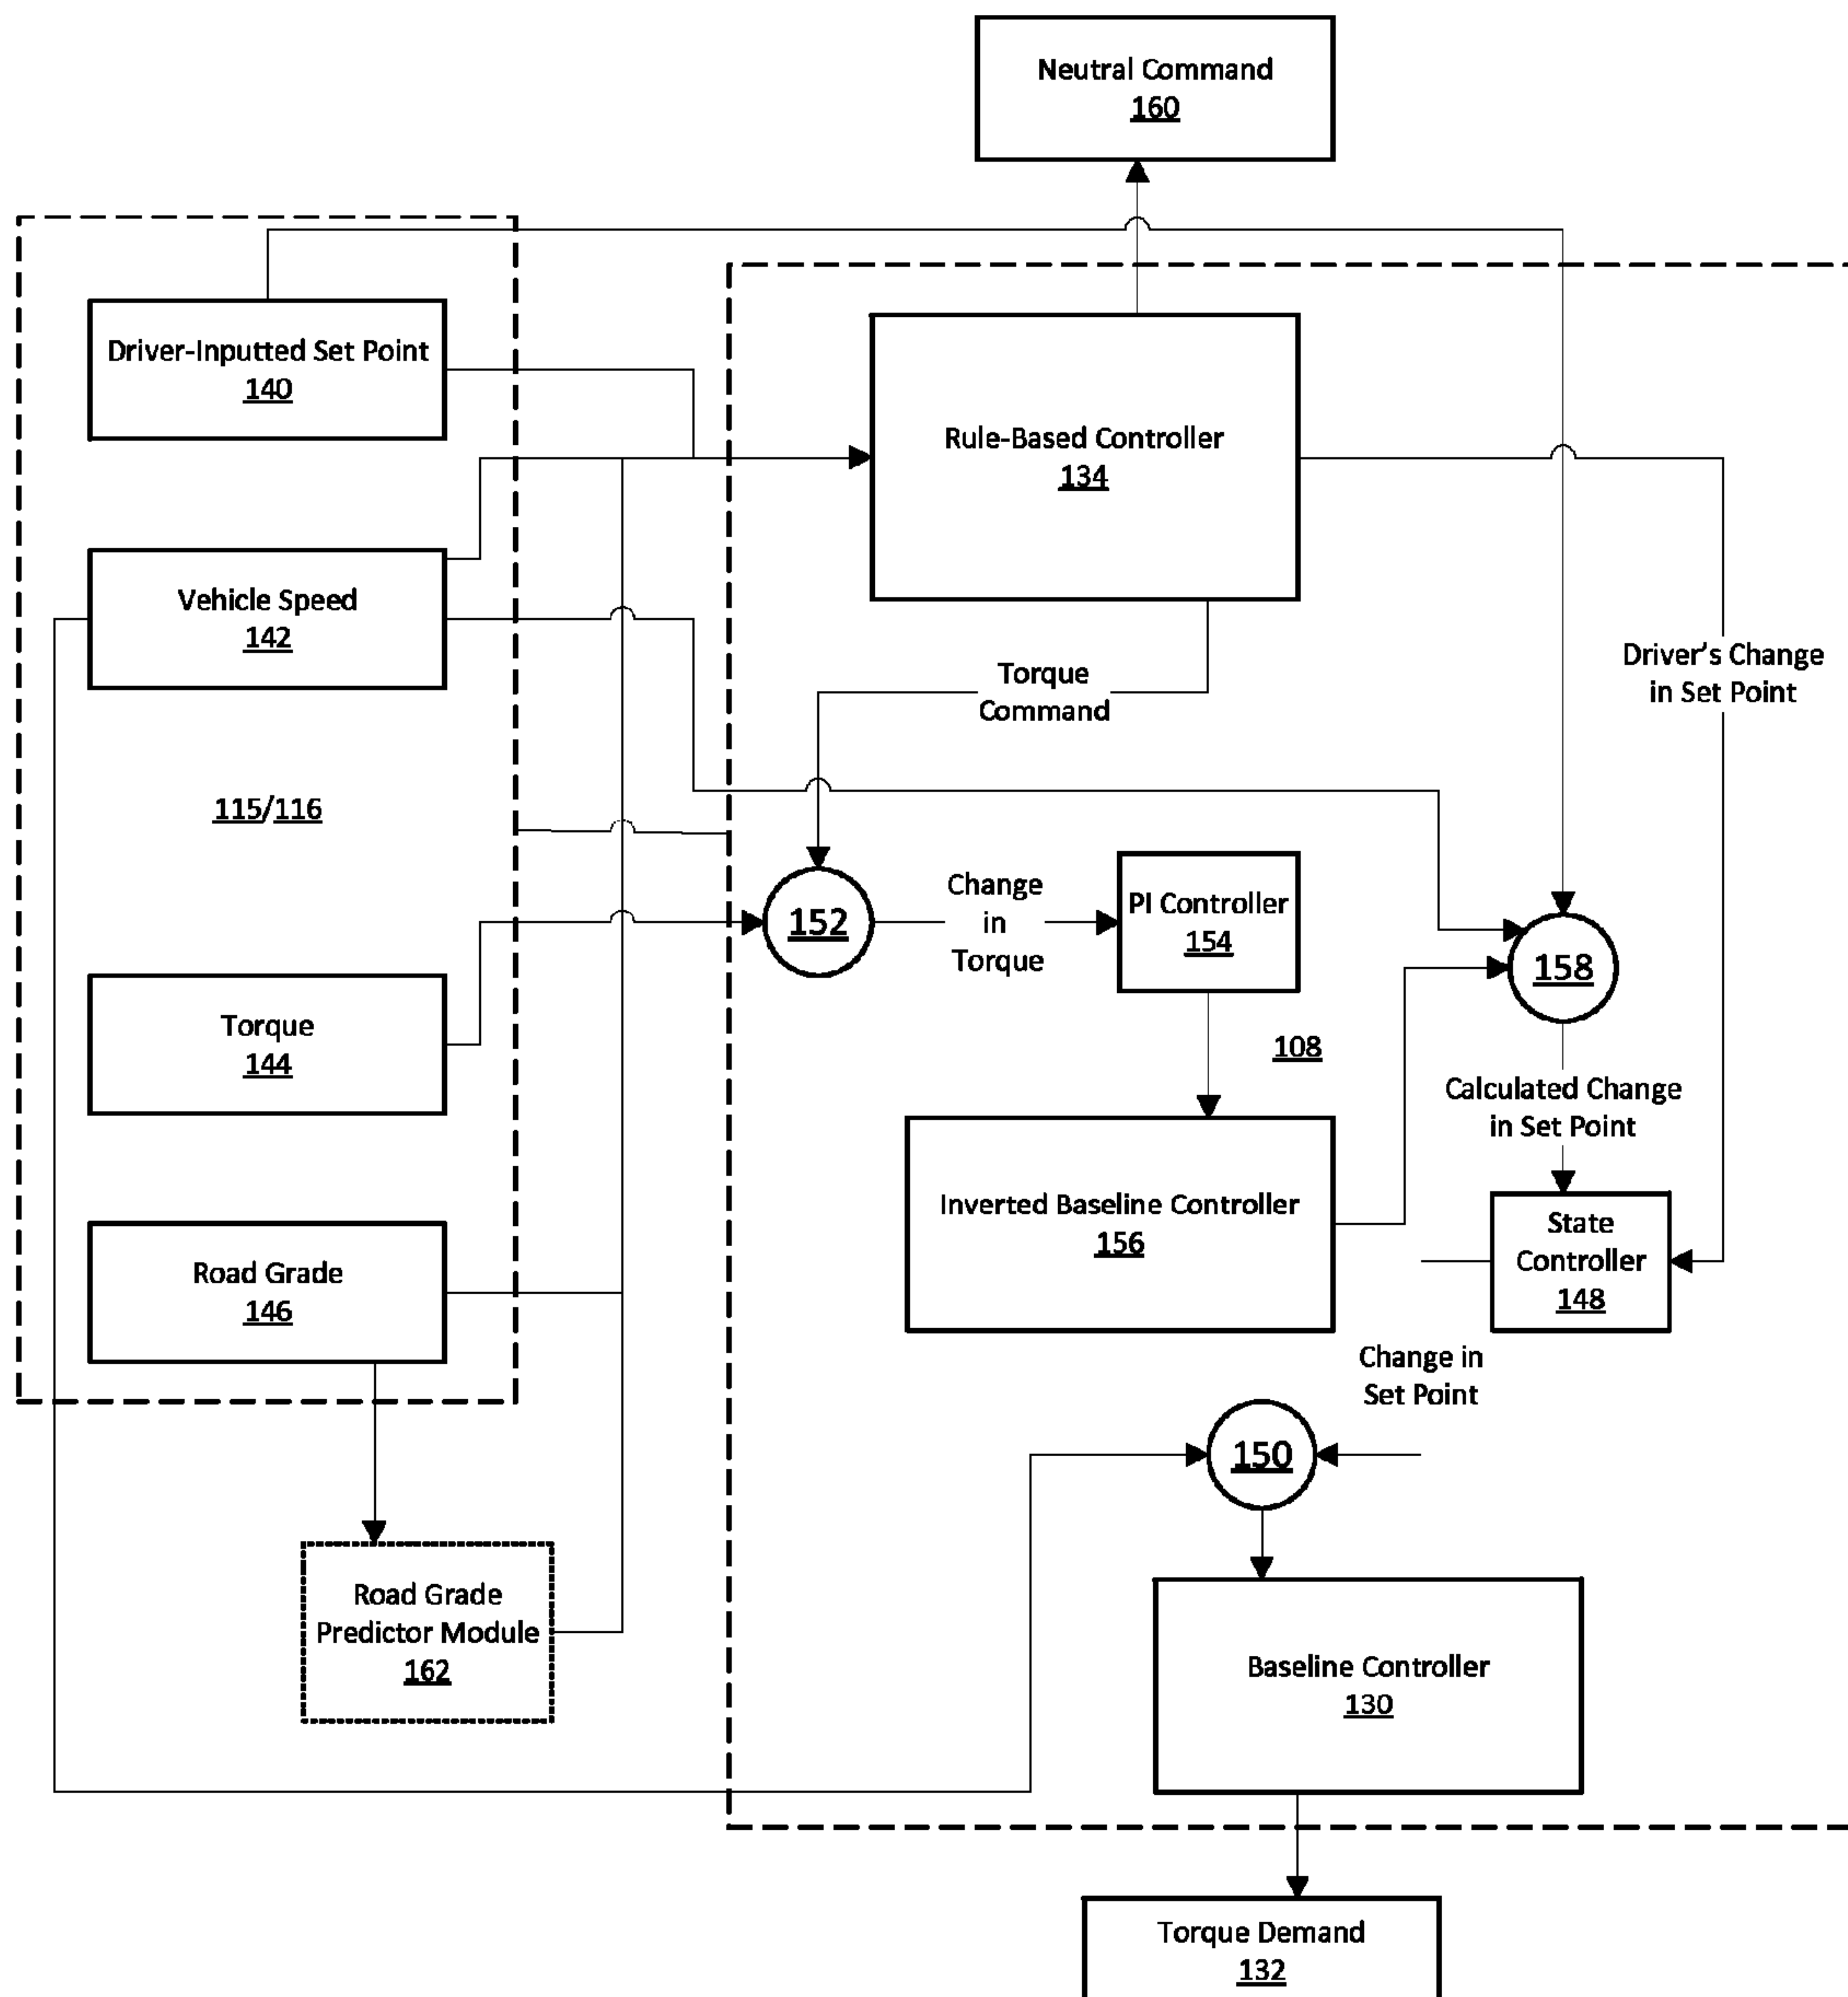 Neutral Command
160
Driver-Inputted Set Point
140
Rule-Based Controller
134
Vehicle Speed
142
Torque
Command
Driver's Change
in Set Point
115/116
Change
in
Torque
152
PI Controller
154
158
Torque
144
108
Calculated Change
in Set Point
Inverted Baseline Controller
156
State
Controller
148
Road Grade
146
Change in
Set Point
150
Road Grade
Predictor Module
162
Baseline Controller
130
Torque Demand
132